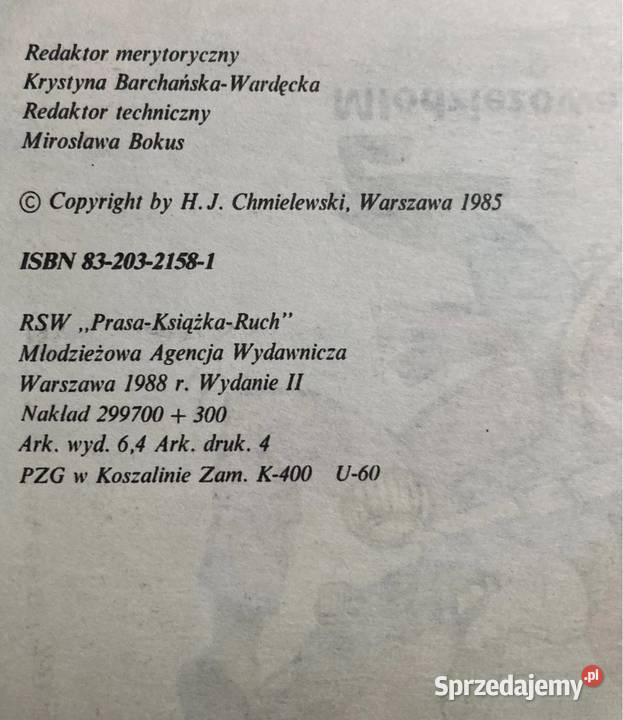 Redaktor merytoryczny
Krystyna Barchańska-Wardęcka
Redaktor techniczny
Mirosława Bokus
© Copyright by H. J. Chmielewski, Warszawa 1985
ISBN 83-203-2158-1
RSW „Prasa-Książka-Ruch”
Młodzieżowa Agencja Wydawnicza
Warszawa 1988 r. Wydanie II
Nakład 299700 + 300
Ark. wyd. 6,4 Ark. druk. 4
PZG w Koszalinie Zam. K-400 U-60
Młodzieżowa
Sprzedajemy.pl